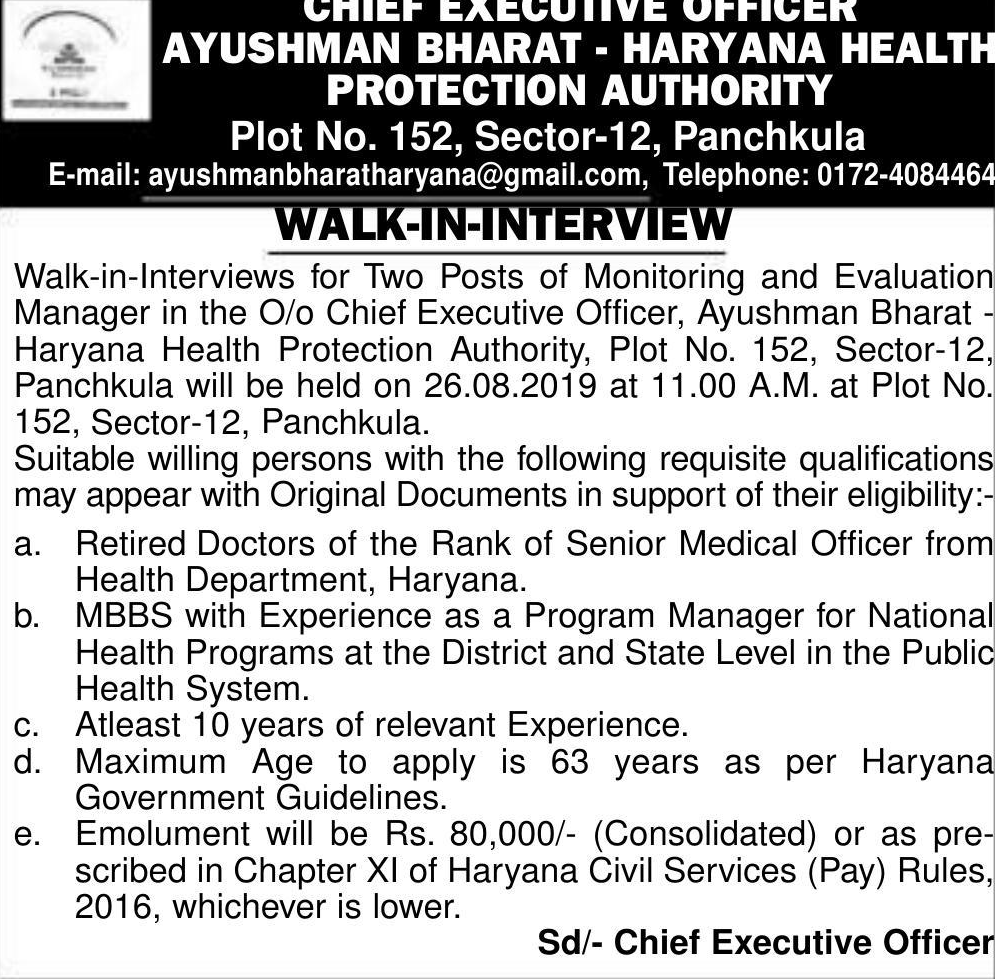 CHIEF EXECUTIVE OFFICER
AYUSHMAN BHARAT - HARYANA HEALTH
PROTECTION AUTHORITY
Plot No. 152, Sector-12, Panchkula
E-mail: ayushmanbharatharyana@gmail.com, Telephone: 0172-4084464
WALK-IN-INTERVIEW
Walk-in-Interviews for Two Posts of Monitoring and Evaluation
Manager in the O/o Chief Executive Officer, Ayushman Bharat -
Haryana Health Protection Authority, Plot No. 152, Sector-12,
Panchkula will be held on 26.08.2019 at 11.00 A.M. at Plot No.
152, Sector-12, Panchkula.
Suitable willing persons with the following requisite qualifications
may appear with Original Documents in support of their eligibility:-
a. Retired Doctors of the Rank of Senior Medical Officer from
Health Department, Haryana.
b. MBBS with Experience as a Program Manager for National
Health Programs at the District and State Level in the Public
Health System.
c. Atleast 10 years of relevant Experience.
d. Maximum Age to apply is 63 years as per Haryana
Government Guidelines.
e. Emolument will be Rs. 80,000/- (Consolidated) or as pre-
scribed in Chapter XI of Haryana Civil Services (Pay) Rules,
2016, whichever is lower.
Sd/- Chief Executive Officer